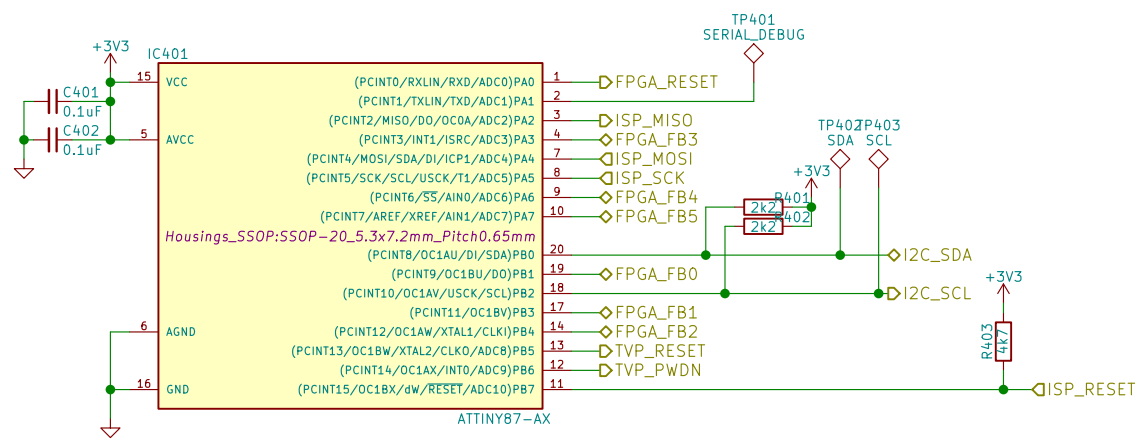 TP401
SERIAL_DEBUG
+3V3
IC401
15 VCC (PCINT0/RXLIN/RXD/ADC0)PA0 1 FPGA_RESET
C401
0.1uF
(PCINT1/TXLIN/TXD/ADC1)PA1 2
(PCINT2/MISO/DO/OC0A/ADC2)PA2 3 ISP_MISO
C402
0.1uF
5 AVCC (PCINT3/INT1/ISRC/ADC3)PA3 4 FPGA_FB3
TP402
SDA
TP403
SCL
(PCINT4/MOSI/SDA/DI/ICP1/ADC4)PA4 7 ISP_MOSI
(PCINT5/SCK/SCL/USCK/T1/ADC5)PA5 8 ISP_SCK
+3V3
(PCINT6/SS/AIN0/ADC6)PA6 9 FPGA_FB4
R401
2k2
(PCINT7/AREF/XREF/AIN1/ADC7)PA7 10 FPGA_FB5
R402
2k2
Housings_SSOP:SSOP-20_5.3x7.2mm_Pitch0.65mm
(PCINT8/OC1AU/DI/SDA)PB0 20 I2C_SDA
(PCINT9/OC1BU/DO)PB1 19 FPGA_FB0
+3V3
(PCINT10/OC1AV/USCK/SCL)PB2 18 I2C_SCL
(PCINT11/OC1BV)PB3 17 FPGA_FB1
6 AGND (PCINT12/OC1AW/XTAL1/CLKI)PB4 14 FPGA_FB2
R403
4k7
(PCINT13/OC1BW/XTAL2/CLKO/ADC8)PB5 13 TVP_RESET
(PCINT14/OC1AX/INT0/ADC9)PB6 12 TVP_PWDN
16 GND (PCINT15/OC1BX/dW/RESET/ADC10)PB7 11 ISP_RESET
ATTINY87-AX